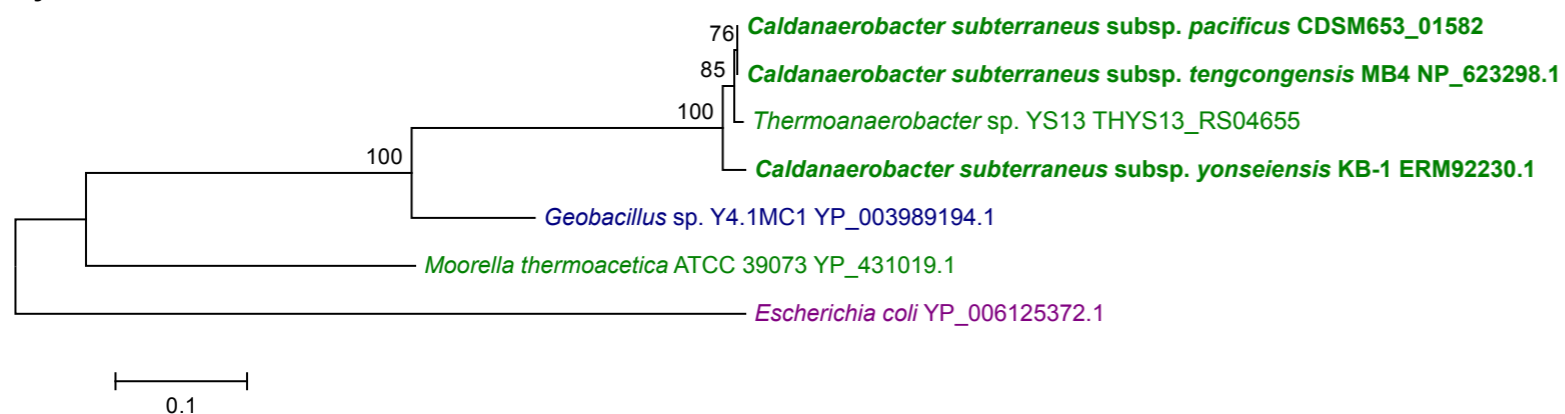 76
Caldanaerobacter subterraneus subsp. pacificus CDSM653_01582
85
Caldanaerobacter subterraneus subsp. tengcongensis MB4 NP_623298.1
100
Thermoanaerobacter sp. YS13 THYS13_RS04655
100
Caldanaerobacter subterraneus subsp. yonseiensis KB-1 ERM92230.1
Geobacillus sp. Y4.1MC1 YP_003989194.1
Moorella thermoacetica ATCC 39073 YP_431019.1
Escherichia coli YP_006125372.1
0.1